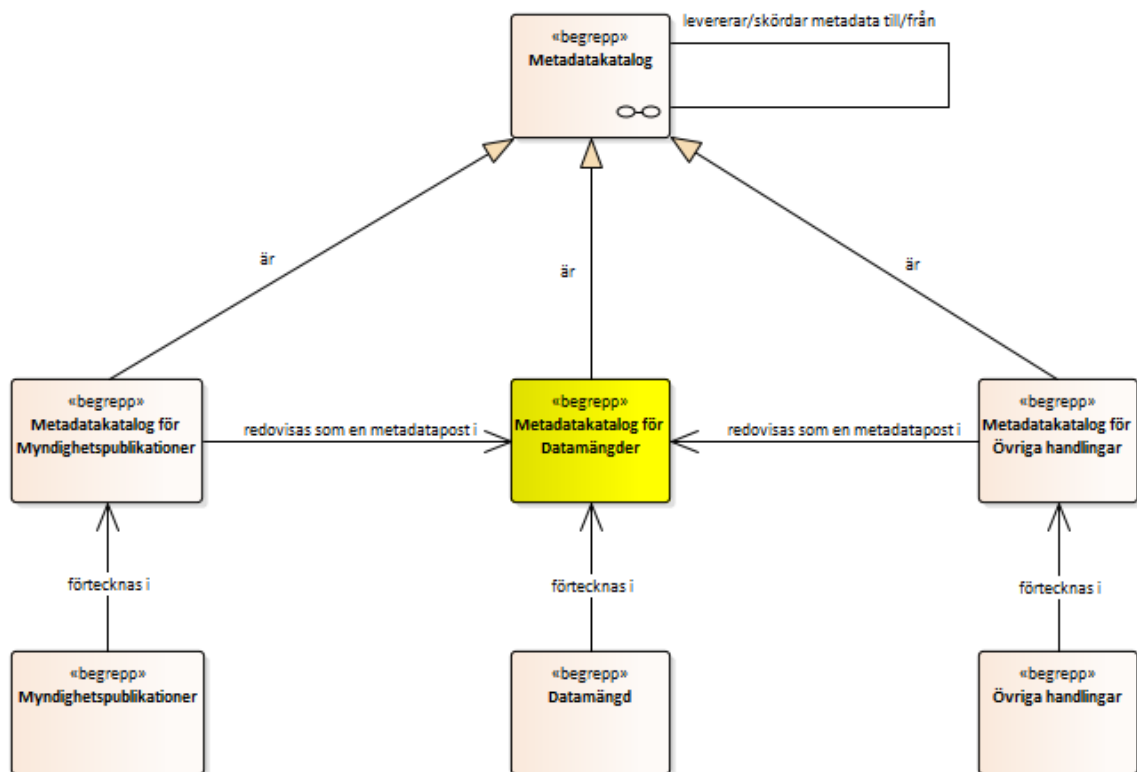 levererar/skördar metadata till/från
«begrepp»
Metadatakatalog
är
är
är
«begrepp»
Metadatakatalog för
Myndighetspublikationer
redovisas som en metadatapost i
«begrepp»
Metadatakatalog för
Datamängder
redovisas som en metadatapost i
«begrepp»
Metadatakatalog för
Övriga handlingar
förtecknas i
förtecknas i
förtecknas i
«begrepp»
Myndighetspublikationer
«begrepp»
Datamängd
«begrepp»
Övriga handlingar